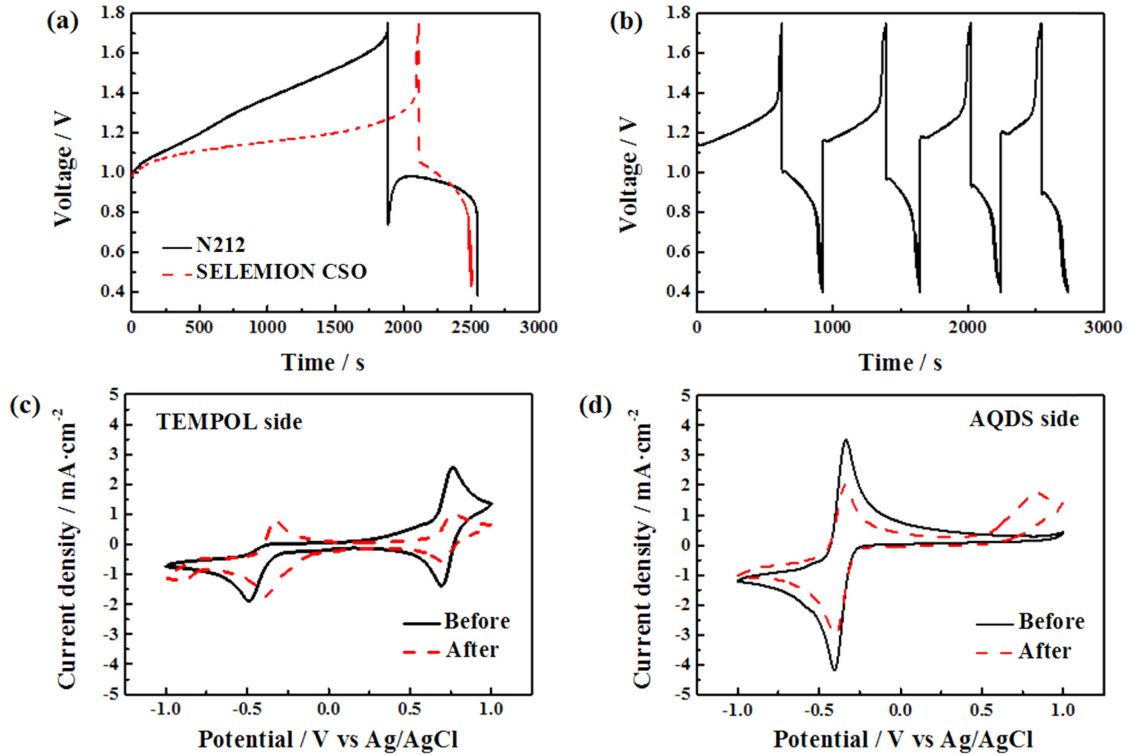 (a)
1.8
1.6
1.4
1.2
1.0
0.8
0.6
0.4
Voltage / V
N212
SELEMION CSO
0
500
1000
1500
2000
2500
3000
Time / s
(b)
1.8
1.6
1.4
1.2
1.0
0.8
0.6
0.4
Voltage / V
0
1000
2000
3000
Time / s
(c)
TEMPOL side
5
4
3
2
1
0
-1
-2
-3
-4
-5
Current density / mA·cm-2
Before
After
-1.0
-0.5
0.0
0.5
1.0
Potential / V vs Ag/AgCl
(d)
AQDS side
5
4
3
2
1
0
-1
-2
-3
-4
-5
Current density / mA·cm-2
Before
After
-1.0
-0.5
0.0
0.5
1.0
Potential / V vs Ag/AgCl